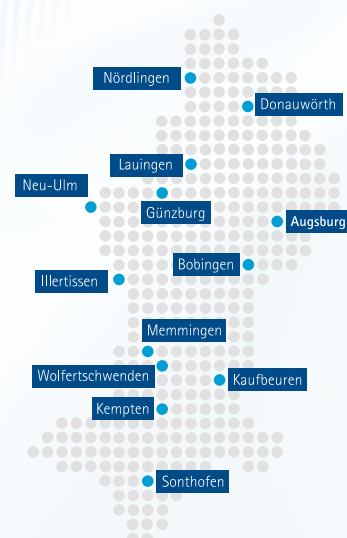 Nördlingen
Donauwörth
Lauingen
Neu-Ulm
Günzburg
Augsburg
Bobingen
Illertissen
Memmingen
Wolfertschwenden
Kaufbeuren
Kempten
Sonthofen